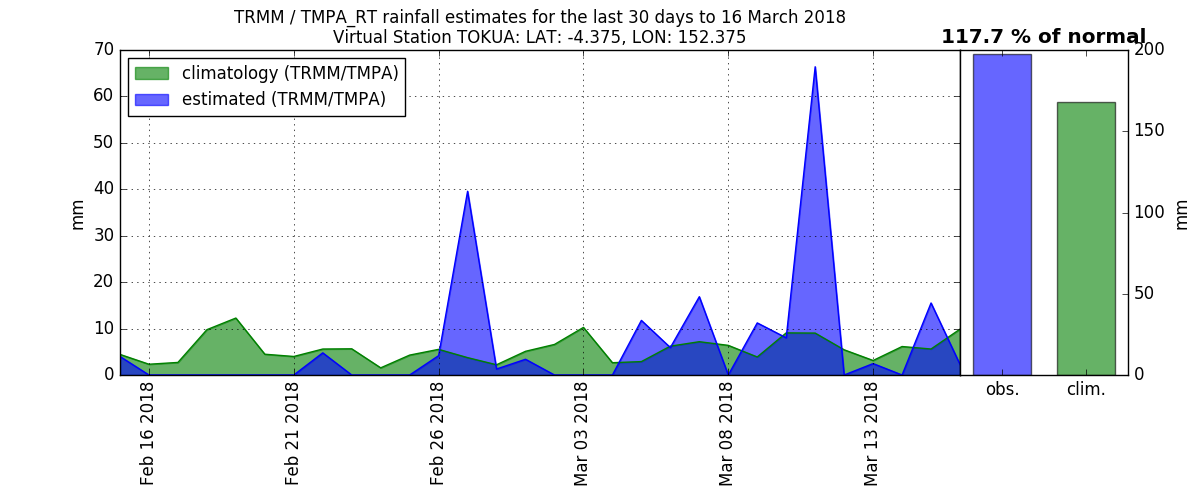 TRMM / TMPA_RT rainfall estimates for the last 30 days to 16 March 2018
Virtual Station TOKUA: LAT: -4.375, LON: 152.375
117.7 % of normal
climatology (TRMM/TMPA)
estimated (TRMM/TMPA)
70
60
50
40
30
20
10
0
mm
Feb 16 2018
Feb 21 2018
Feb 26 2018
Mar 03 2018
Mar 08 2018
Mar 13 2018
200
150
100
50
0
mm
obs.
clim.